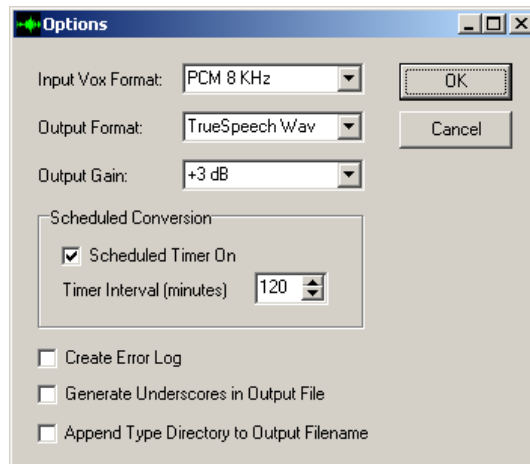 Options
Input Vox Format: PCM 8 KHz OK
Output Format: TrueSpeech Wav Cancel
Output Gain: +3 dB
Scheduled Conversion
Scheduled Timer On
Timer Interval (minutes) 120
Create Error Log
Generate Underscores in Output File
Append Type Directory to Output Filename